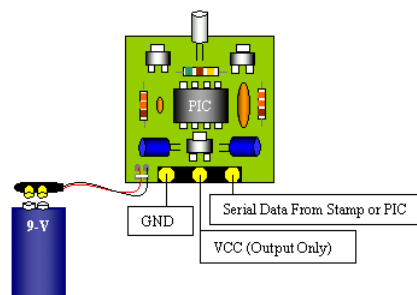 PIC
9-V
GND
Serial Data From Stamp or PIC
VCC (Output Only)